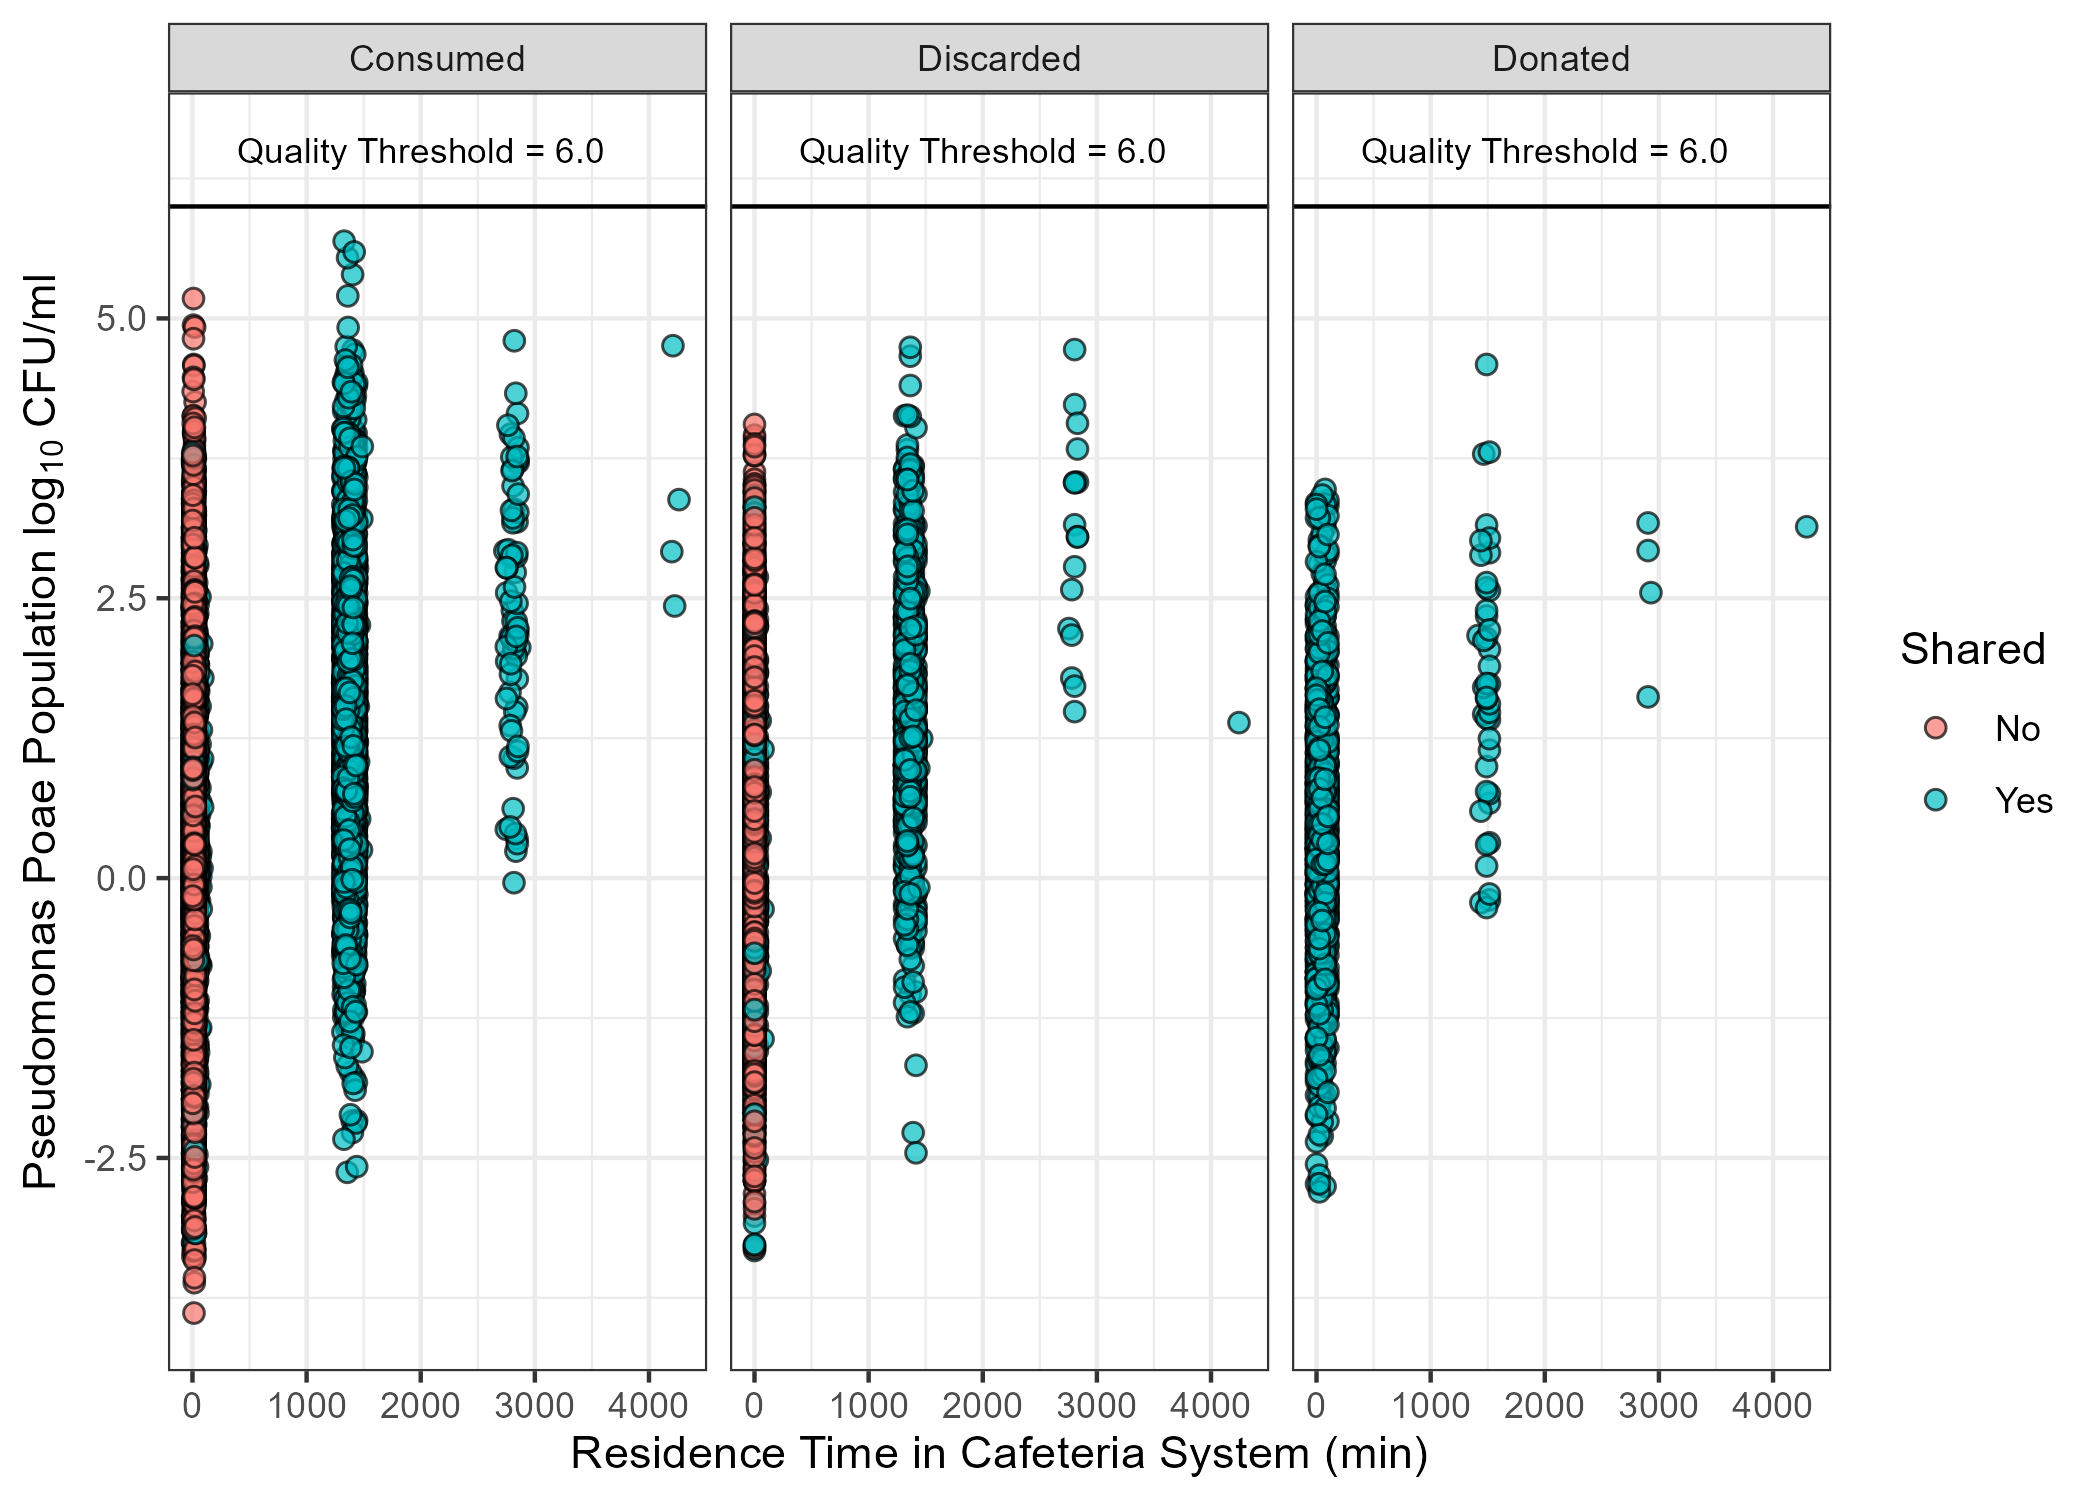 Consumed
Discarded
Donated
Quality Threshold = 6.0
Quality Threshold = 6.0
Quality Threshold = 6.0
Pseudomonas Poae Population log₁₀ CFU/ml
5.0
2.5
0.0
-2.5
0 1000 2000 3000 4000
0 1000 2000 3000 4000
0 1000 2000 3000 4000
Residence Time in Cafeteria System (min)
Shared
No
Yes